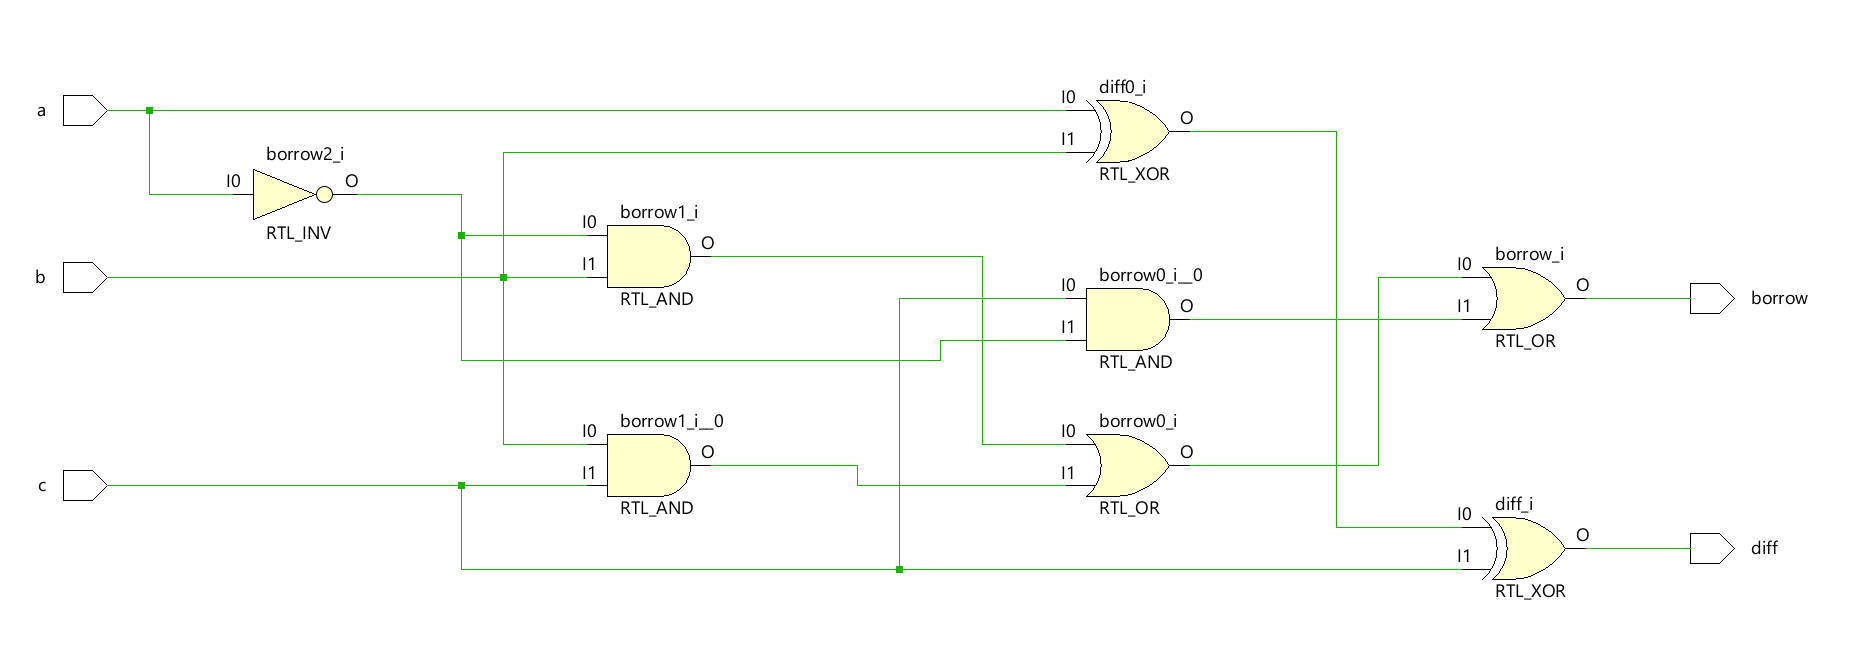 diff0_i
a
I0
O
I1
borrow2_i
RTL_XOR
I0
O
borrow1_i
I0
O
RTL_INV
borrow_i
b
I1
I0
RTL_AND
borrow0_i__0
I0
O
borrow
O
I1
I1
RTL_OR
RTL_AND
borrow1_i__0
borrow0_i
I0
O
I0
O
c
I1
I1
RTL_AND
RTL_OR
diff_i
I0
O
diff
I1
RTL_XOR